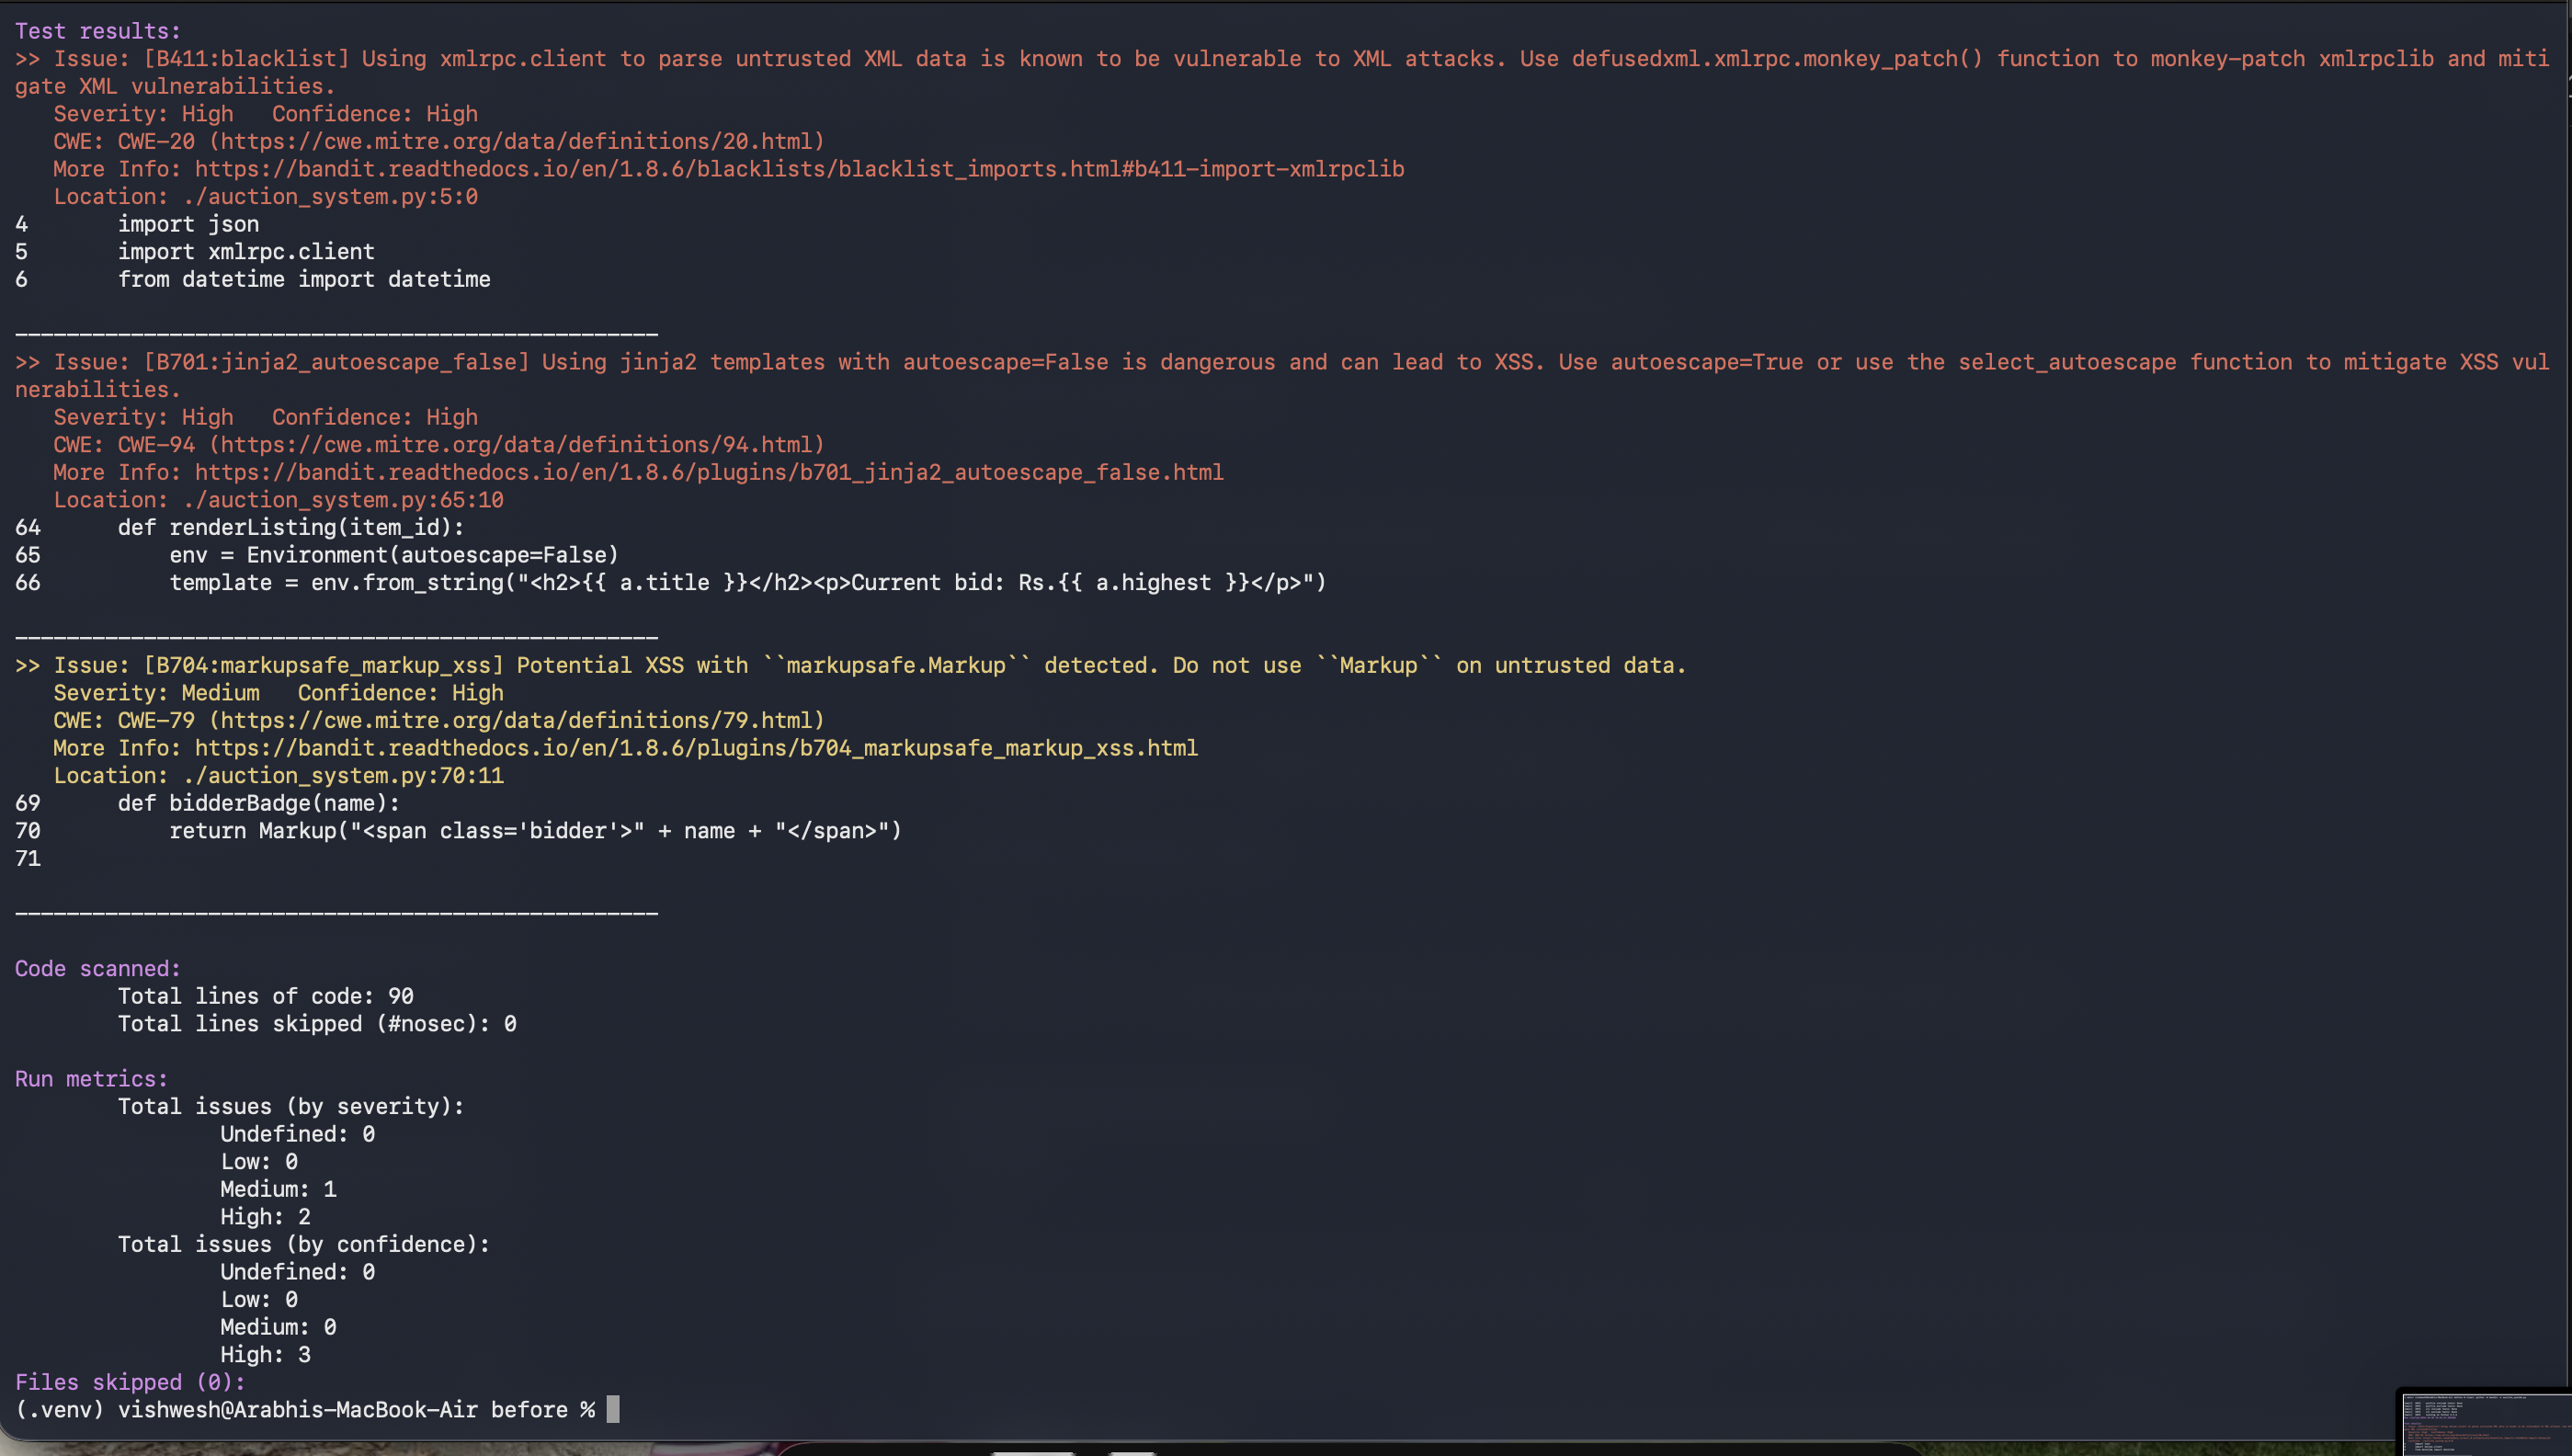 Test results:
>> Issue: [B411:blacklist] Using xmlrpc.client to parse untrusted XML data is known to be vulnerable to XML attacks. Use defusedxml.xmlrpc.monkey_patch() function to monkey-patch xmlrpclib and miti
gate XML vulnerabilities.
   Severity: High   Confidence: High
   CWE: CWE-20 (https://cwe.mitre.org/data/definitions/20.html)
   More Info: https://bandit.readthedocs.io/en/1.8.6/blacklists/blacklist_imports.html#b411-import-xmlrpclib
   Location: ./auction_system.py:5:0
4       import json
5       import xmlrpc.client
6       from datetime import datetime
--------------------------------------------------
>> Issue: [B701:jinja2_autoescape_false] Using jinja2 templates with autoescape=False is dangerous and can lead to XSS. Use autoescape=True or use the select_autoescape function to mitigate XSS vul
nerabilities.
   Severity: High   Confidence: High
   CWE: CWE-94 (https://cwe.mitre.org/data/definitions/94.html)
   More Info: https://bandit.readthedocs.io/en/1.8.6/plugins/b701_jinja2_autoescape_false.html
   Location: ./auction_system.py:65:10
64      def renderListing(item_id):
65          env = Environment(autoescape=False)
66          template = env.from_string("<h2>{{ a.title }}</h2><p>Current bid: Rs.{{ a.highest }}</p>")
--------------------------------------------------
>> Issue: [B704:markupsafe_markup_xss] Potential XSS with ``markupsafe.Markup`` detected. Do not use ``Markup`` on untrusted data.
   Severity: Medium   Confidence: High
   CWE: CWE-79 (https://cwe.mitre.org/data/definitions/79.html)
   More Info: https://bandit.readthedocs.io/en/1.8.6/plugins/b704_markupsafe_markup_xss.html
   Location: ./auction_system.py:70:11
69      def bidderBadge(name):
70          return Markup("<span class='bidder'>" + name + "</span>")
71
--------------------------------------------------
Code scanned:
        Total lines of code: 90
        Total lines skipped (#nosec): 0
Run metrics:
        Total issues (by severity):
                Undefined: 0
                Low: 0
                Medium: 1
                High: 2
        Total issues (by confidence):
                Undefined: 0
                Low: 0
                Medium: 0
                High: 3
Files skipped (0):
(.venv) vishwesh@Arabhis-MacBook-Air before %